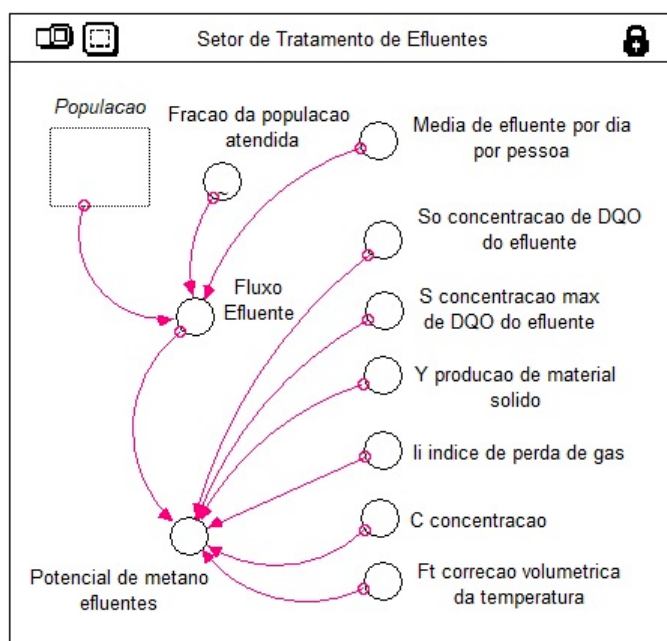 Setor de Tratamento de Efluentes
Populacao
Fracao da populacao
atendida
Media de efluente por dia
por pessoa
So concentracao de DQO
do efluente
Fluxo
Efluente
S concentracao max
de DQO do efluente
Y producao de material
solido
Ii indice de perda de gas
C concentracao
Potencial de metano
efluentes
Ft correcao volumetrica
da temperatura